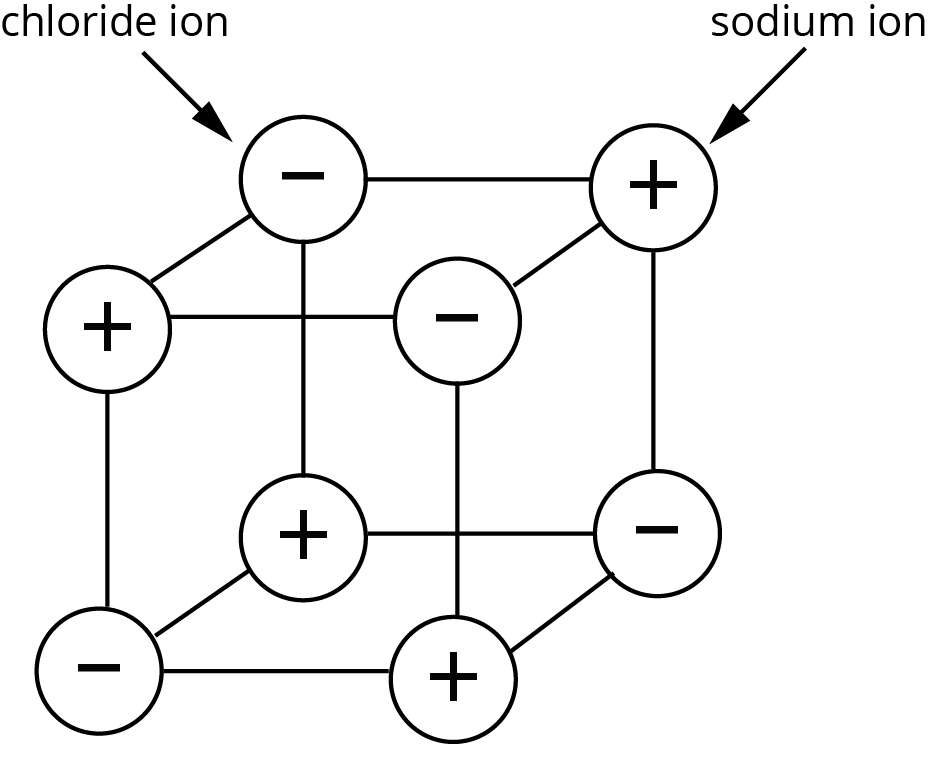 chloride ion
sodium ion
− +
+ −
+ −
− +